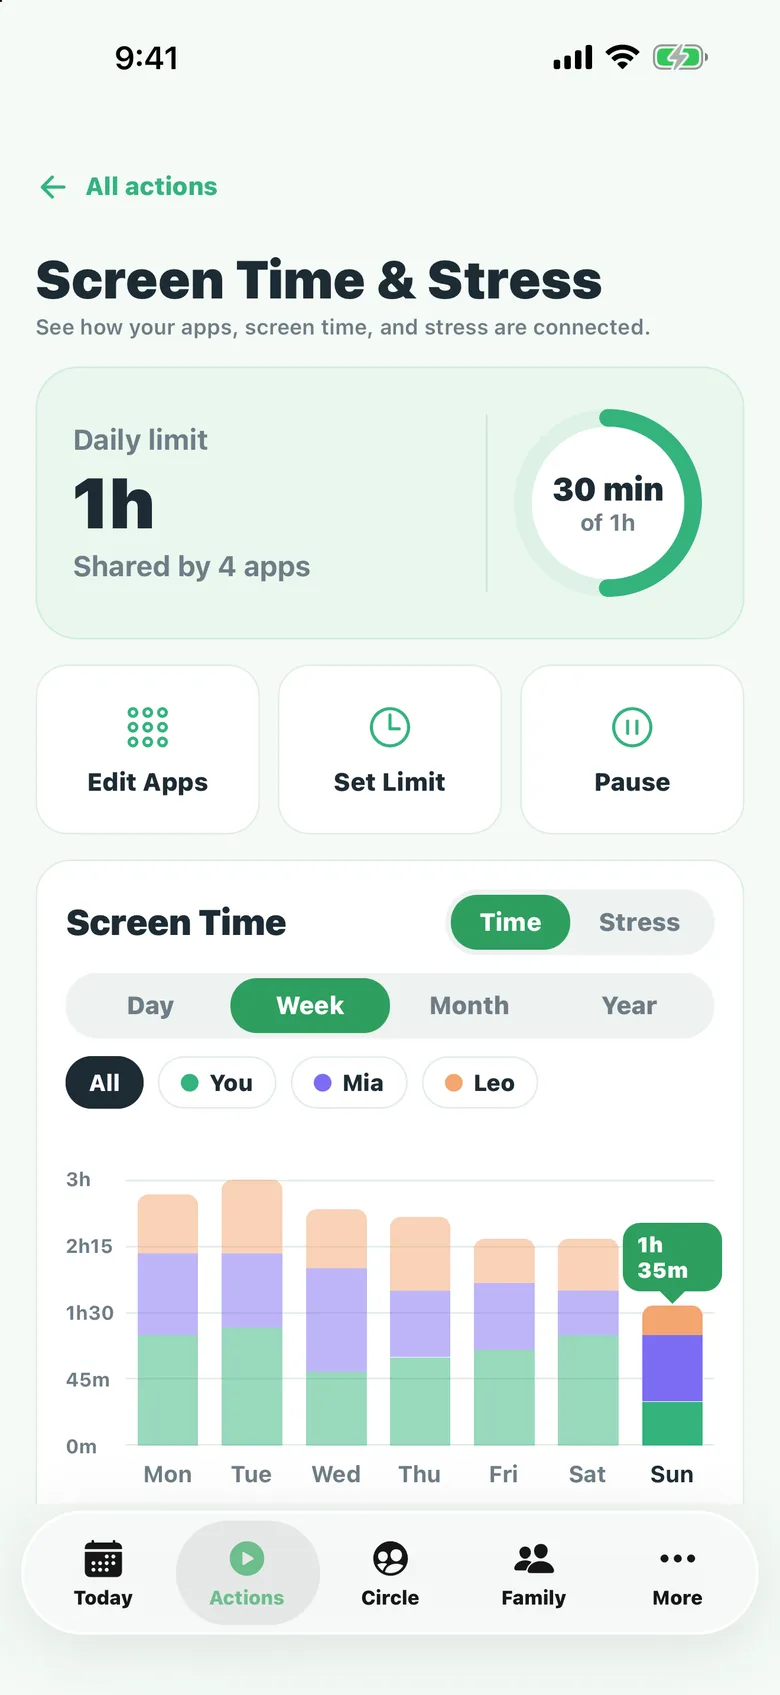 9:41
All actions
Screen Time & Stress
See how your apps, screen time, and stress are connected.
Daily limit
1h
Shared by 4 apps
30 min
of 1h
Edit Apps
Set Limit
Pause
Screen Time
Time
Stress
Day
Week
Month
Year
All
You
Mia
Leo
3h
2h15
1h30
45m
0m
1h
35m
Mon
Tue
Wed
Thu
Fri
Sat
Sun
Today
Actions
Circle
Family
More